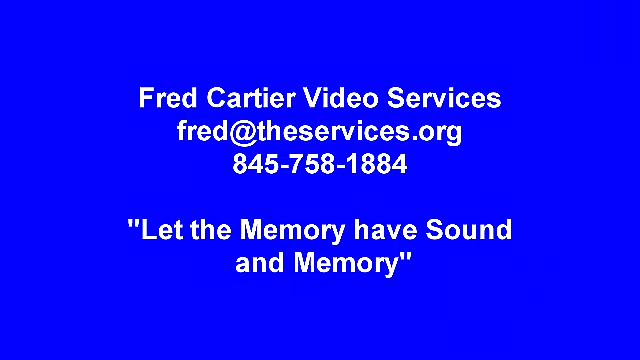 Fred Cartier Video Services
fred@theservices.org
845-758-1884
"Let the Memory have Sound
and Memory"